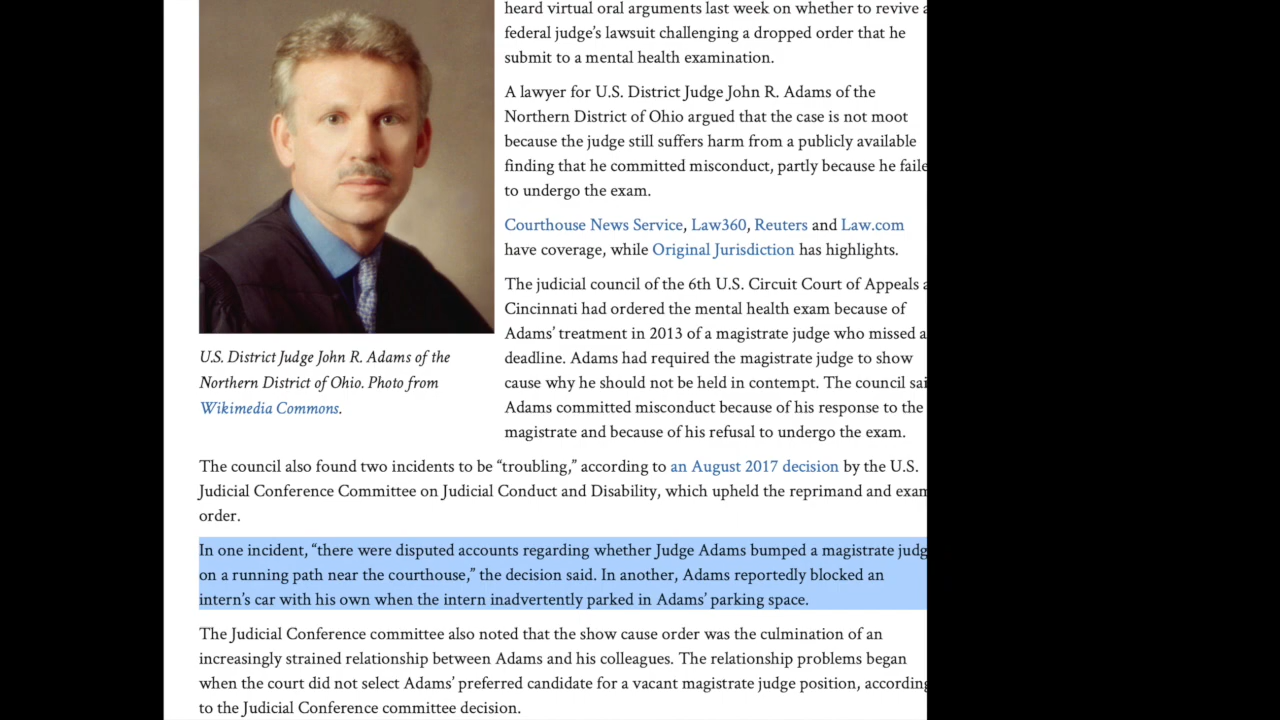 heard virtual oral arguments last week on whether to revive a
federal judge’s lawsuit challenging a dropped order that he
submit to a mental health examination.
A lawyer for U.S. District Judge John R. Adams of the
Northern District of Ohio argued that the case is not moot
because the judge still suffers harm from a publicly available
finding that he committed misconduct, partly because he faile
to undergo the exam.
Courthouse News Service, Law360, Reuters and Law.com
have coverage, while Original Jurisdiction has highlights.
The judicial council of the 6th U.S. Circuit Court of Appeals a
Cincinnati had ordered the mental health exam because of
Adams’ treatment in 2013 of a magistrate judge who missed a
deadline. Adams had required the magistrate judge to show
cause why he should not be held in contempt. The council sai
Adams committed misconduct because of his response to the
magistrate and because of his refusal to undergo the exam.
U.S. District Judge John R. Adams of the
Northern District of Ohio. Photo from
Wikimedia Commons.
The council also found two incidents to be “troubling,” according to an August 2017 decision by the U.S.
Judicial Conference Committee on Judicial Conduct and Disability, which upheld the reprimand and exam
order.
In one incident, “there were disputed accounts regarding whether Judge Adams bumped a magistrate judg
on a running path near the courthouse,” the decision said. In another, Adams reportedly blocked an
intern’s car with his own when the intern inadvertently parked in Adams’ parking space.
The Judicial Conference committee also noted that the show cause order was the culmination of an
increasingly strained relationship between Adams and his colleagues. The relationship problems began
when the court did not select Adams’ preferred candidate for a vacant magistrate judge position, according
to the Judicial Conference committee decision.